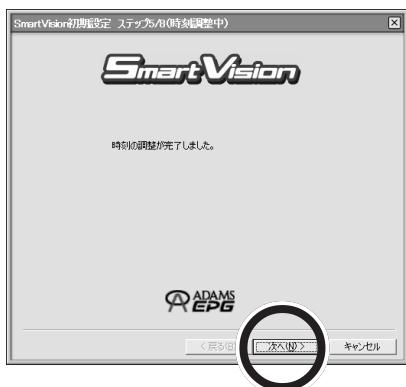 SmartVision初期設定 ステップ5/8(時刻調整中)
SmartVision
時刻の調整が完了しました。
ADAMS
EPG
< 戻る(B) 次へ(N) > キャンセル